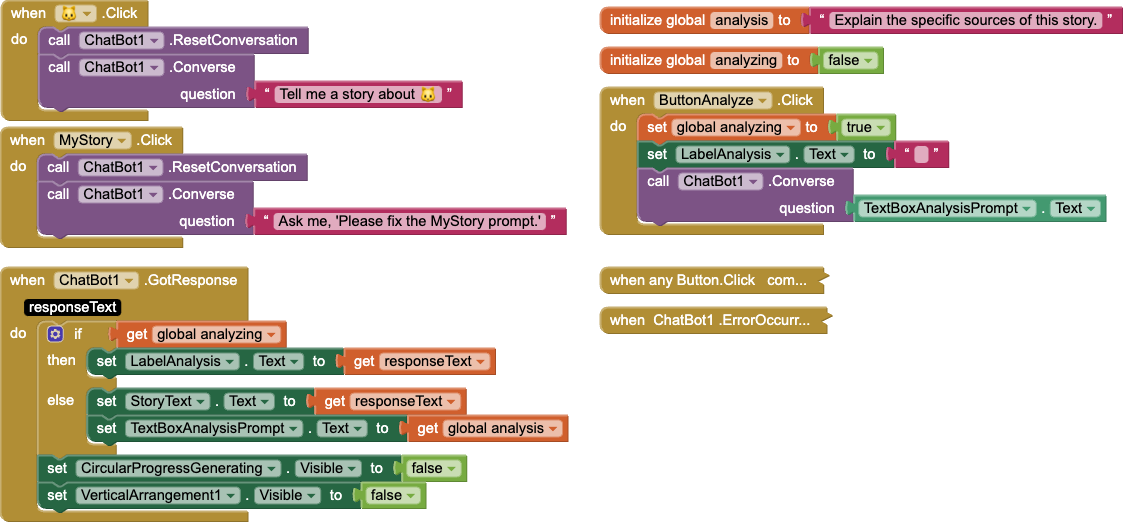 when 🐱 .Click
do call ChatBot1 .ResetConversation
call ChatBot1 .Converse
question “ Tell me a story about 🐱 ”
when MyStory .Click
do call ChatBot1 .ResetConversation
call ChatBot1 .Converse
question “ Ask me, 'Please fix the MyStory prompt.' ”
when ChatBot1 .GotResponse
responseText
do if get global analyzing
then set LabelAnalysis . Text to get responseText
else set StoryText . Text to get responseText
set TextBoxAnalysisPrompt . Text to get global analysis
set CircularProgressGenerating . Visible to false
set VerticalArrangement1 . Visible to false
initialize global analysis to “ Explain the specific sources of this story. ”
initialize global analyzing to false
when ButtonAnalyze .Click
do set global analyzing to true
set LabelAnalysis . Text to “ ”
call ChatBot1 .Converse
question TextBoxAnalysisPrompt . Text
when any Button.Click com...
when ChatBot1 .ErrorOccurr...